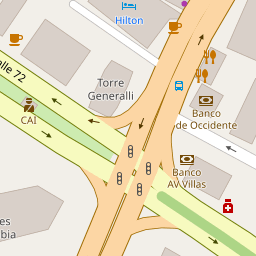 Hilton
alle 72
Torre
Generalli
CAI
Banco
de Occidente
Banco
AV Villas
es
bia